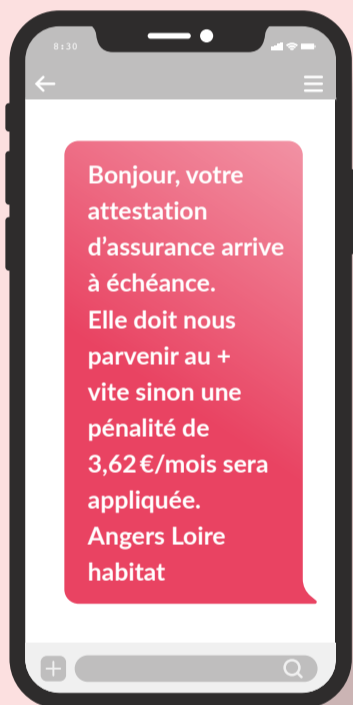 8:30
Bonjour, votre
attestation
d’assurance arrive
à échéance.
Elle doit nous
parvenir au +
vite sinon une
pénalité de
3,62 €/mois sera
appliquée.
Angers Loire
habitat